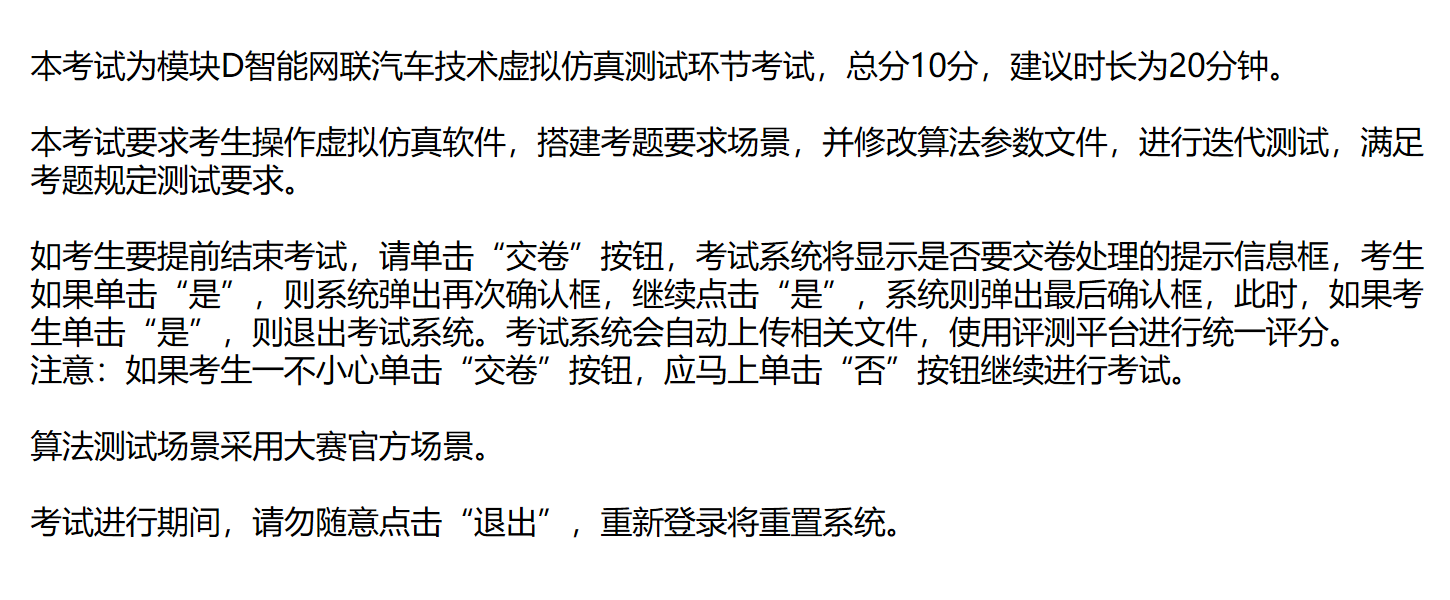 本考试为模块D智能网联汽车技术虚拟仿真测试环节考试，总分10分，建议时长为20分钟。
本考试要求考生操作虚拟仿真软件，搭建考题要求场景，并修改算法参数文件，进行迭代测试，满足
考题规定测试要求。
如考生要提前结束考试，请单击“交卷”按钮，考试系统将显示是否要交卷处理的提示信息框，考生
如果单击“是”，则系统弹出再次确认框，继续点击“是”，系统则弹出最后确认框，此时，如果考
生单击“是”，则退出考试系统。考试系统会自动上传相关文件，使用评测平台进行统一评分。
注意：如果考生一不小心单击“交卷”按钮，应马上单击“否”按钮继续进行考试。
算法测试场景采用大赛官方场景。
考试进行期间，请勿随意点击“退出”，重新登录将重置系统。